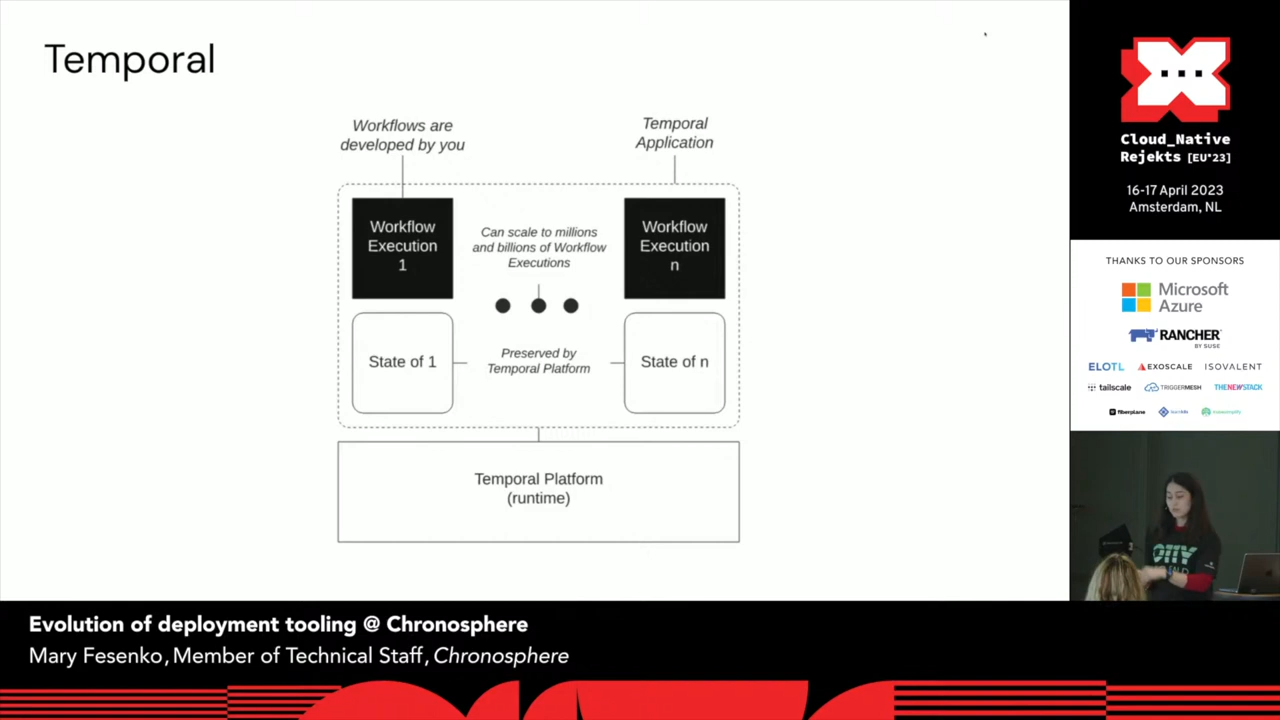 Temporal
Workflows are
developed by you
Temporal
Application
Workflow
Execution
1
Can scale to millions
and billions of Workflow
Executions
Workflow
Execution
n
State of 1
Preserved by
Temporal Platform
State of n
Temporal Platform
(runtime)
Cloud_Native
Rejekts [EU*23]
16-17 April 2023
Amsterdam, NL
THANKS TO OUR SPONSORS
Microsoft
Azure
RANCHER
BY SUSE
ELOTL
EXOSCALE
ISOVALENT
tailscale
TRIGGERMESH
THENEWSTACK
fiberplane
CITY
Evolution of deployment tooling @ Chronosphere
Mary Fesenko, Member of Technical Staff, Chronosphere